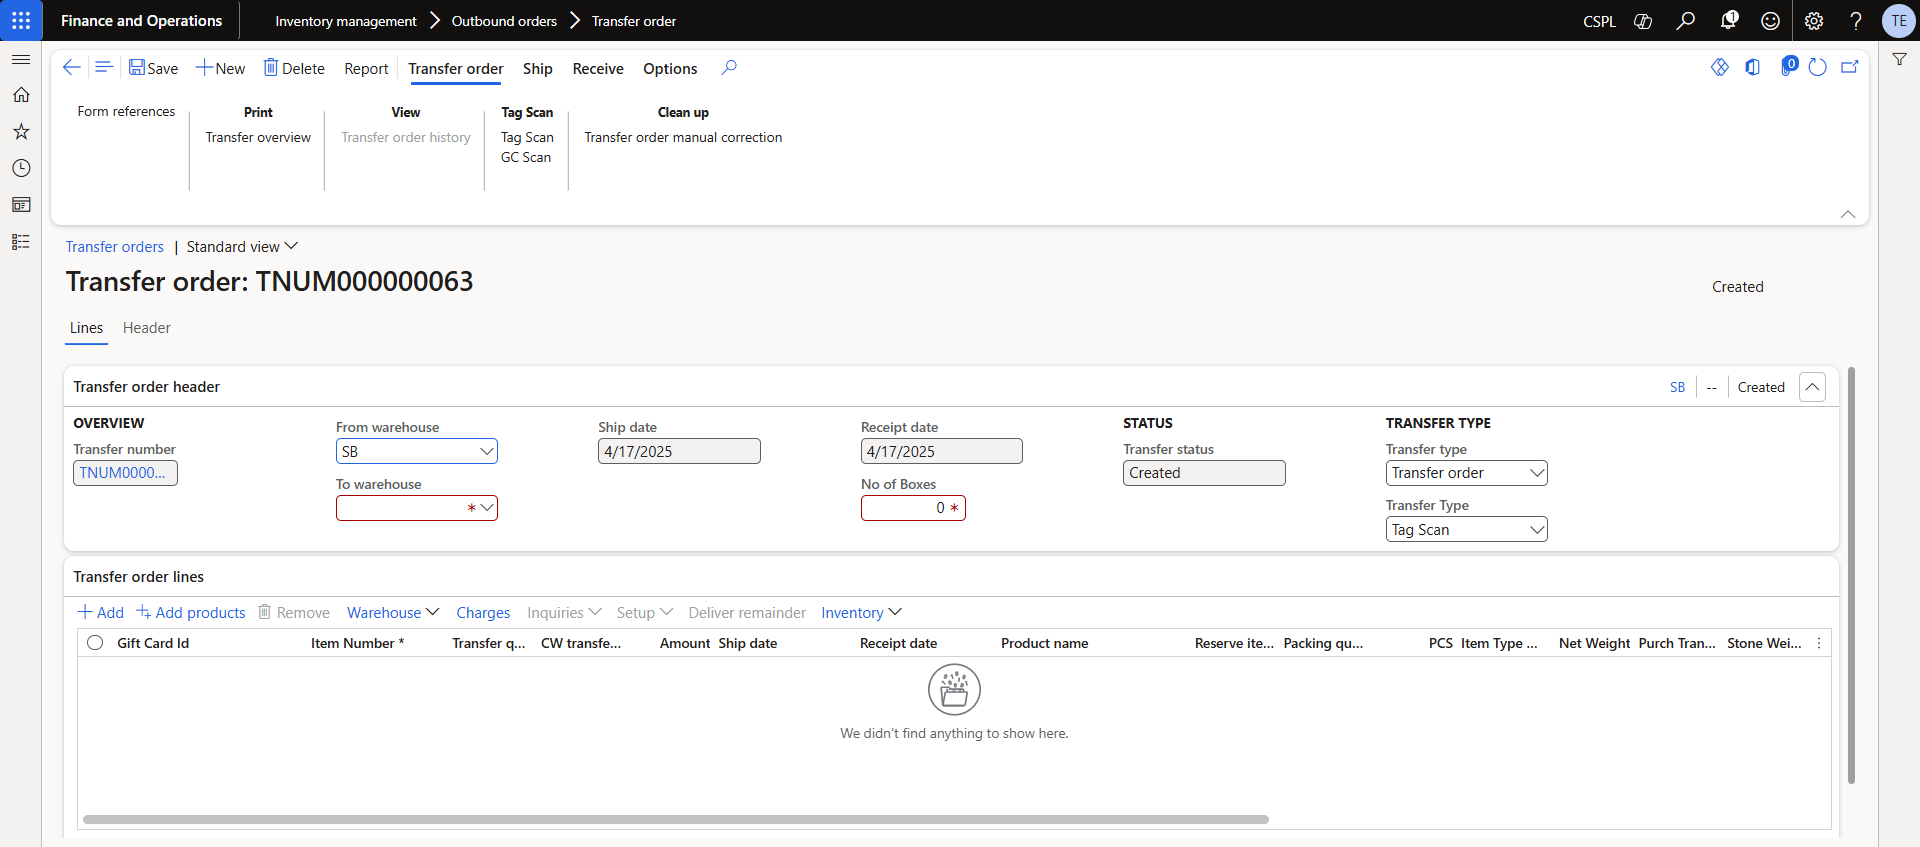 Finance and Operations
Inventory management
Outbound orders
Transfer order
CSPL
1
TE
Save
New
Delete
Report
Transfer order
Ship
Receive
Options
0
Form references
Print
Transfer overview
View
Transfer order history
Tag Scan
Tag Scan
GC Scan
Clean up
Transfer order manual correction
Transfer orders | Standard view
Transfer order: TNUM000000063
Created
Lines
Header
Transfer order header
SB
--
Created
OVERVIEW
Transfer number
TNUM0000...
From warehouse
SB
To warehouse
*
Ship date
4/17/2025
Receipt date
4/17/2025
No of Boxes
0 *
STATUS
Transfer status
Created
TRANSFER TYPE
Transfer type
Transfer order
Transfer Type
Tag Scan
Transfer order lines
Add
Add products
Remove
Warehouse
Charges
Inquiries
Setup
Deliver remainder
Inventory
Gift Card Id
Item Number *
Transfer q...
CW transfe...
Amount
Ship date
Receipt date
Product name
Reserve ite...
Packing qu...
PCS
Item Type ...
Net Weight
Purch Tran...
Stone Wei...
We didn't find anything to show here.